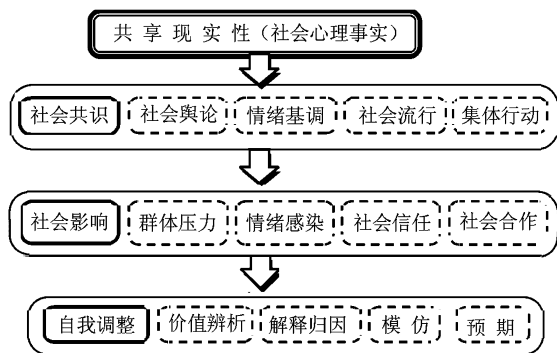 共享现实性（社会心理事实）
社会共识 社会舆论 情绪基调 社会流行 集体行动
社会影响 群体压力 情绪感染 社会信任 社会合作
自我调整 价值辨析 解释归因 模仿 预期